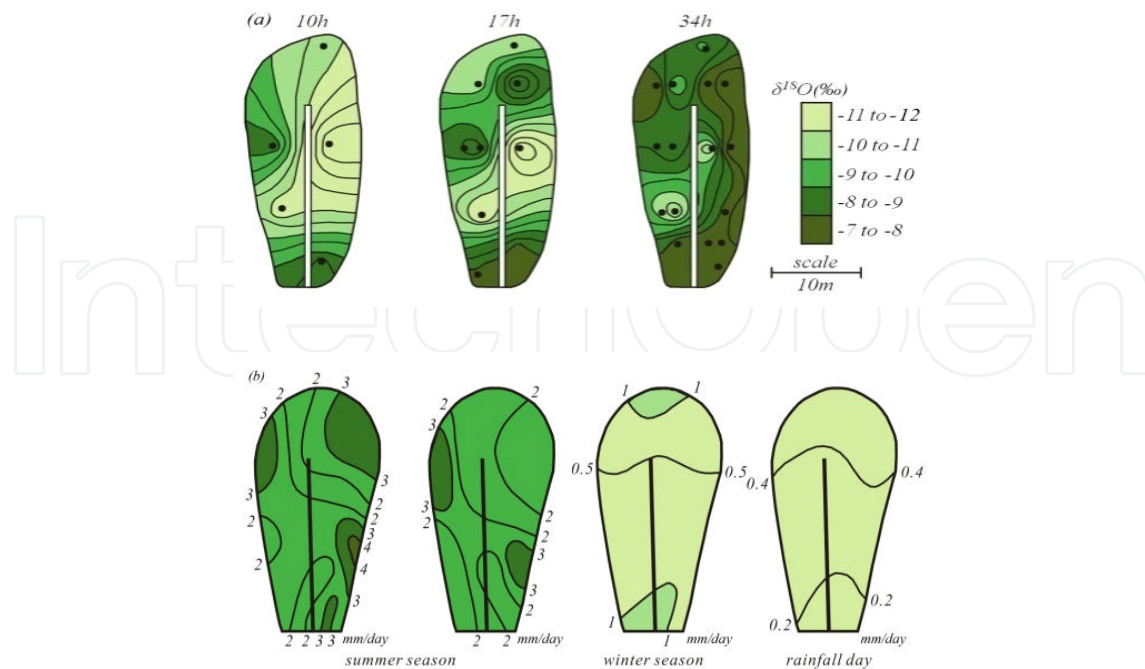 (a) 10h 17h 34h
δ¹⁸O(‰)
-11 to -12
-10 to -11
-9 to -10
-8 to -9
-7 to -8
scale
10m
IntechOpen
(b)
2 2 3 3 3 2 2 2 3 3 4 4 3 2 2 3 3 mm/day
3 2 3 2 2 2 3 3 2 2 2 mm/day
1 1 0.5 0.5 1 1 mm/day
0.4 0.4 0.2 0.2 mm/day
summer season winter season rainfall day